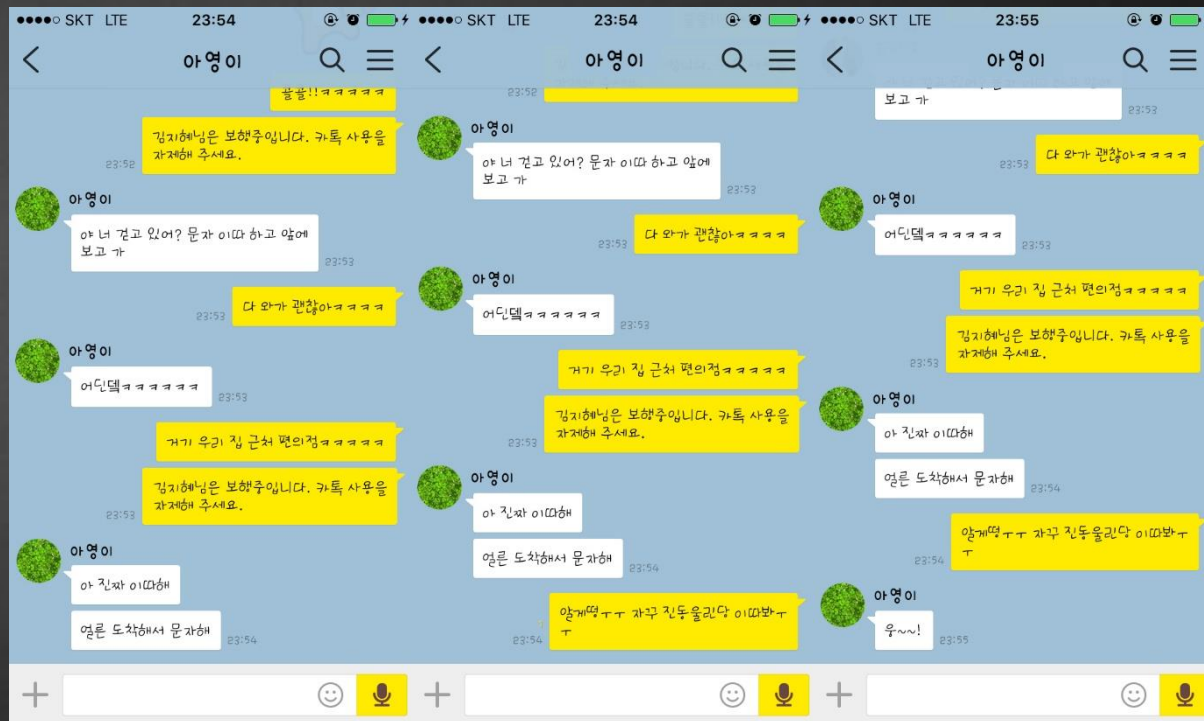 ●●●●○ SKT LTE 23:54
아영이
끌끌!!ㅋㅋㅋㅋㅋ
김지혜님은 보행중입니다. 카톡 사용을
자제해 주세요.
23:52
아영이
야 너 걷고 있어? 문자 이따 하고 앞에
보고 가
23:53
다 와가 괜찮아ㅋㅋㅋㅋ
23:53
아영이
어딘뎈ㅋㅋㅋㅋㅋㅋ
23:53
거기 우리 집 근처 편의점ㅋㅋㅋㅋㅋ
김지혜님은 보행중입니다. 카톡 사용을
자제해 주세요.
23:53
아영이
아 진짜 이따해
얼른 도착해서 문자해
23:54
●●●●○ SKT LTE 23:54
아영이
23:52
아영이
야 너 걷고 있어? 문자 이따 하고 앞에
보고 가
23:53
다 와가 괜찮아ㅋㅋㅋㅋ
23:53
아영이
어딘뎈ㅋㅋㅋㅋㅋㅋ
23:53
거기 우리 집 근처 편의점ㅋㅋㅋㅋㅋ
김지혜님은 보행중입니다. 카톡 사용을
자제해 주세요.
23:53
아영이
아 진짜 이따해
얼른 도착해서 문자해
23:54
알게떵ㅜㅜ 자꾸 진동울린당 이따봐ㅜ
ㅜ
23:54
●●●●○ SKT LTE 23:55
아영이
보고 가
23:53
다 와가 괜찮아ㅋㅋㅋㅋ
23:53
아영이
어딘뎈ㅋㅋㅋㅋㅋㅋ
23:53
거기 우리 집 근처 편의점ㅋㅋㅋㅋㅋ
김지혜님은 보행중입니다. 카톡 사용을
자제해 주세요.
23:53
아영이
아 진짜 이따해
얼른 도착해서 문자해
23:54
알게떵ㅜㅜ 자꾸 진동울린당 이따봐ㅜ
ㅜ
23:54
아영이
웅~~!
23:55